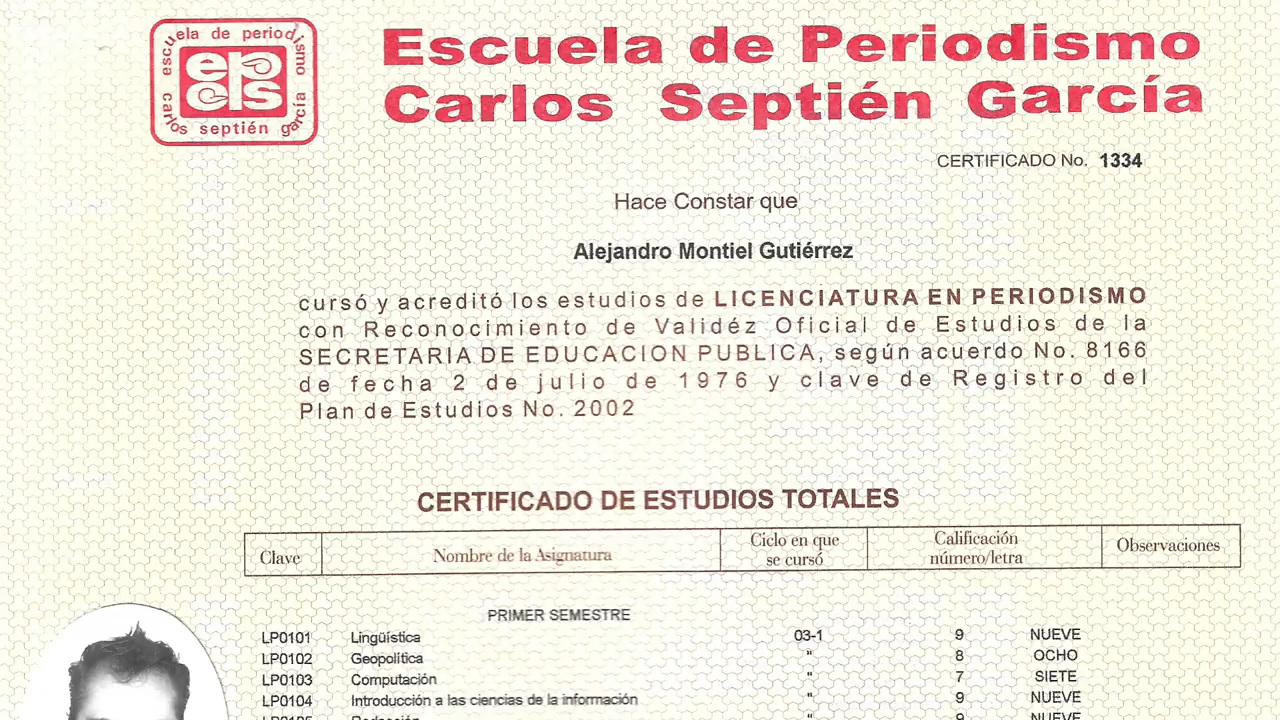 escuela de periodismo
carlos septién garcía
Escuela de Periodismo
Carlos Septién García
CERTIFICADO No. 1334
Hace Constar que
Alejandro Montiel Gutiérrez
cursó y acreditó los estudios de LICENCIATURA EN PERIODISMO
con Reconocimiento de Validéz Oficial de Estudios de la
SECRETARIA DE EDUCACION PUBLICA, según acuerdo No. 8166
de fecha 2 de julio de 1976 y clave de Registro del
Plan de Estudios No. 2002
CERTIFICADO DE ESTUDIOS TOTALES
Clave Nombre de la Asignatura Ciclo en que se cursó Calificación número/letra Observaciones
PRIMER SEMESTRE
LP0101 Lingüística 03-1 9 NUEVE
LP0102 Geopolítica " 8 OCHO
LP0103 Computación " 7 SIETE
LP0104 Introducción a las ciencias de la información " 9 NUEVE
LP0105 Redacción " 9 NUEVE